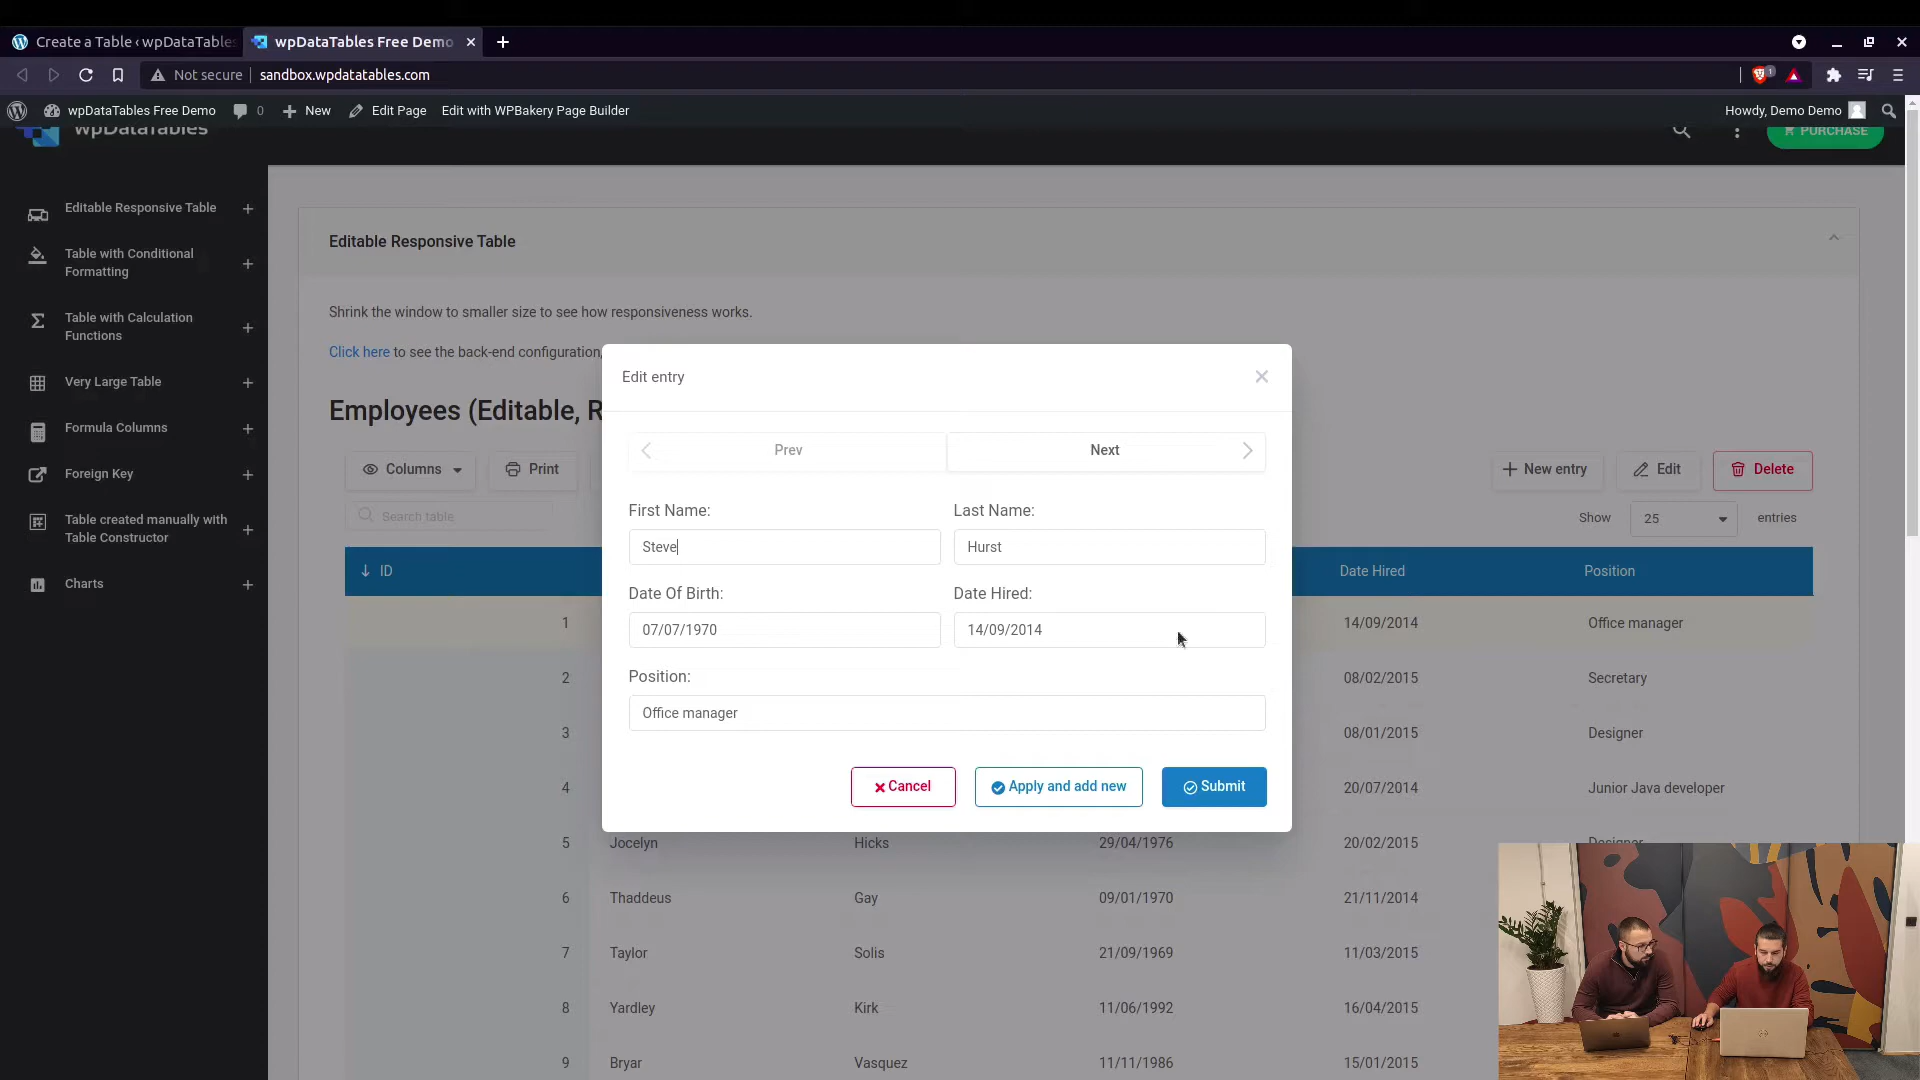 Create a Table ‹ wpDataTables
wpDataTables Free Demo
Not secure
sandbox.wpdatatables.com
1
wpDataTables Free Demo
0
New
Edit Page
Edit with WPBakery Page Builder
Howdy, Demo Demo
wpDataTables
PURCHASE
Editable Responsive Table
Table with Conditional
Formatting
Table with Calculation
Functions
Very Large Table
Formula Columns
Foreign Key
Table created manually with
Table Constructor
Charts
Editable Responsive Table
Shrink the window to smaller size to see how responsiveness works.
Click here to see the back-end configuration,
Employees (Editable, R
Columns
Print
New entry
Edit
Delete
Search table
Show
25
entries
Edit entry
Prev
Next
First Name:
Last Name:
Steve
Hurst
Date Of Birth:
Date Hired:
07/07/1970
14/09/2014
Position:
Office manager
Cancel
Apply and add new
Submit
ID
Date Hired
Position
1
14/09/2014
Office manager
2
08/02/2015
Secretary
3
08/01/2015
Designer
4
20/07/2014
Junior Java developer
5
Jocelyn
Hicks
29/04/1976
20/02/2015
Designer
6
Thaddeus
Gay
09/01/1970
21/11/2014
7
Taylor
Solis
21/09/1969
11/03/2015
8
Yardley
Kirk
11/06/1992
16/04/2015
9
Bryar
Vasquez
11/11/1986
15/01/2015